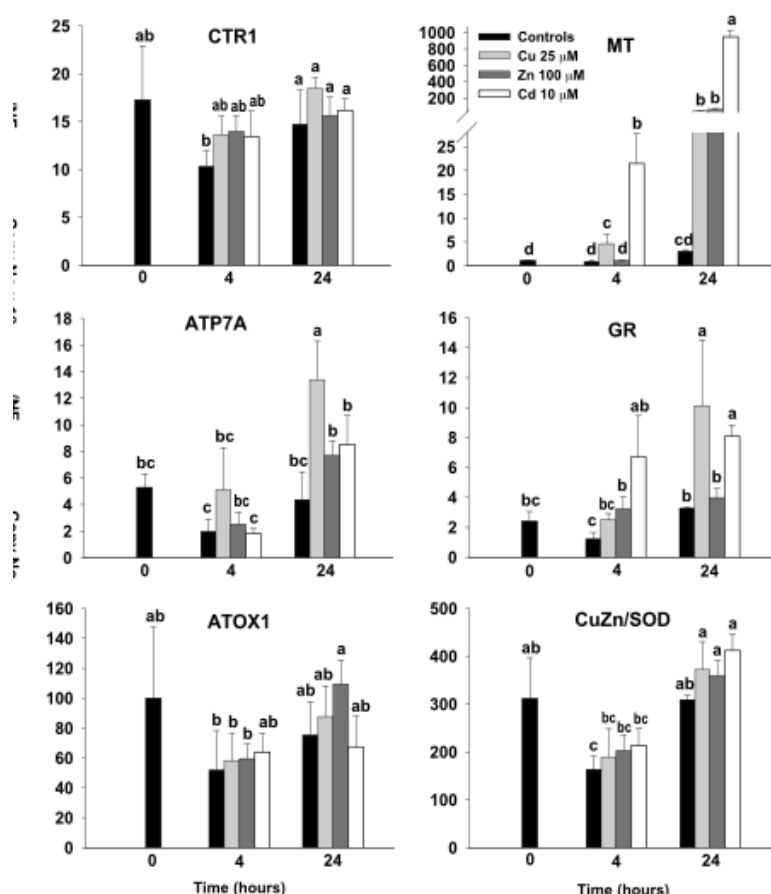 CTR1
25
20
15
10
5
0
ab
b
ab
ab
ab
a
a
a
a
0 4 24
MT
Controls
Cu 25 µM
Zn 100 µM
Cd 10 µM
1000
800
600
400
200
25
20
15
10
5
0
d
d
c
d
b
cd
b
b
a
0 4 24
ATP7A
18
16
14
12
10
8
6
4
2
0
bc
c
bc
bc
c
bc
a
b
b
0 4 24
GR
16
14
12
10
8
6
4
2
0
bc
c
bc
b
ab
b
a
b
a
0 4 24
ATOX1
160
140
120
100
80
60
40
20
0
ab
b
b
b
ab
ab
ab
a
ab
0 4 24
Time (hours)
CuZn/SOD
500
400
300
200
100
0
ab
c
bc
bc
bc
ab
a
a
a
0 4 24
Time (hours)